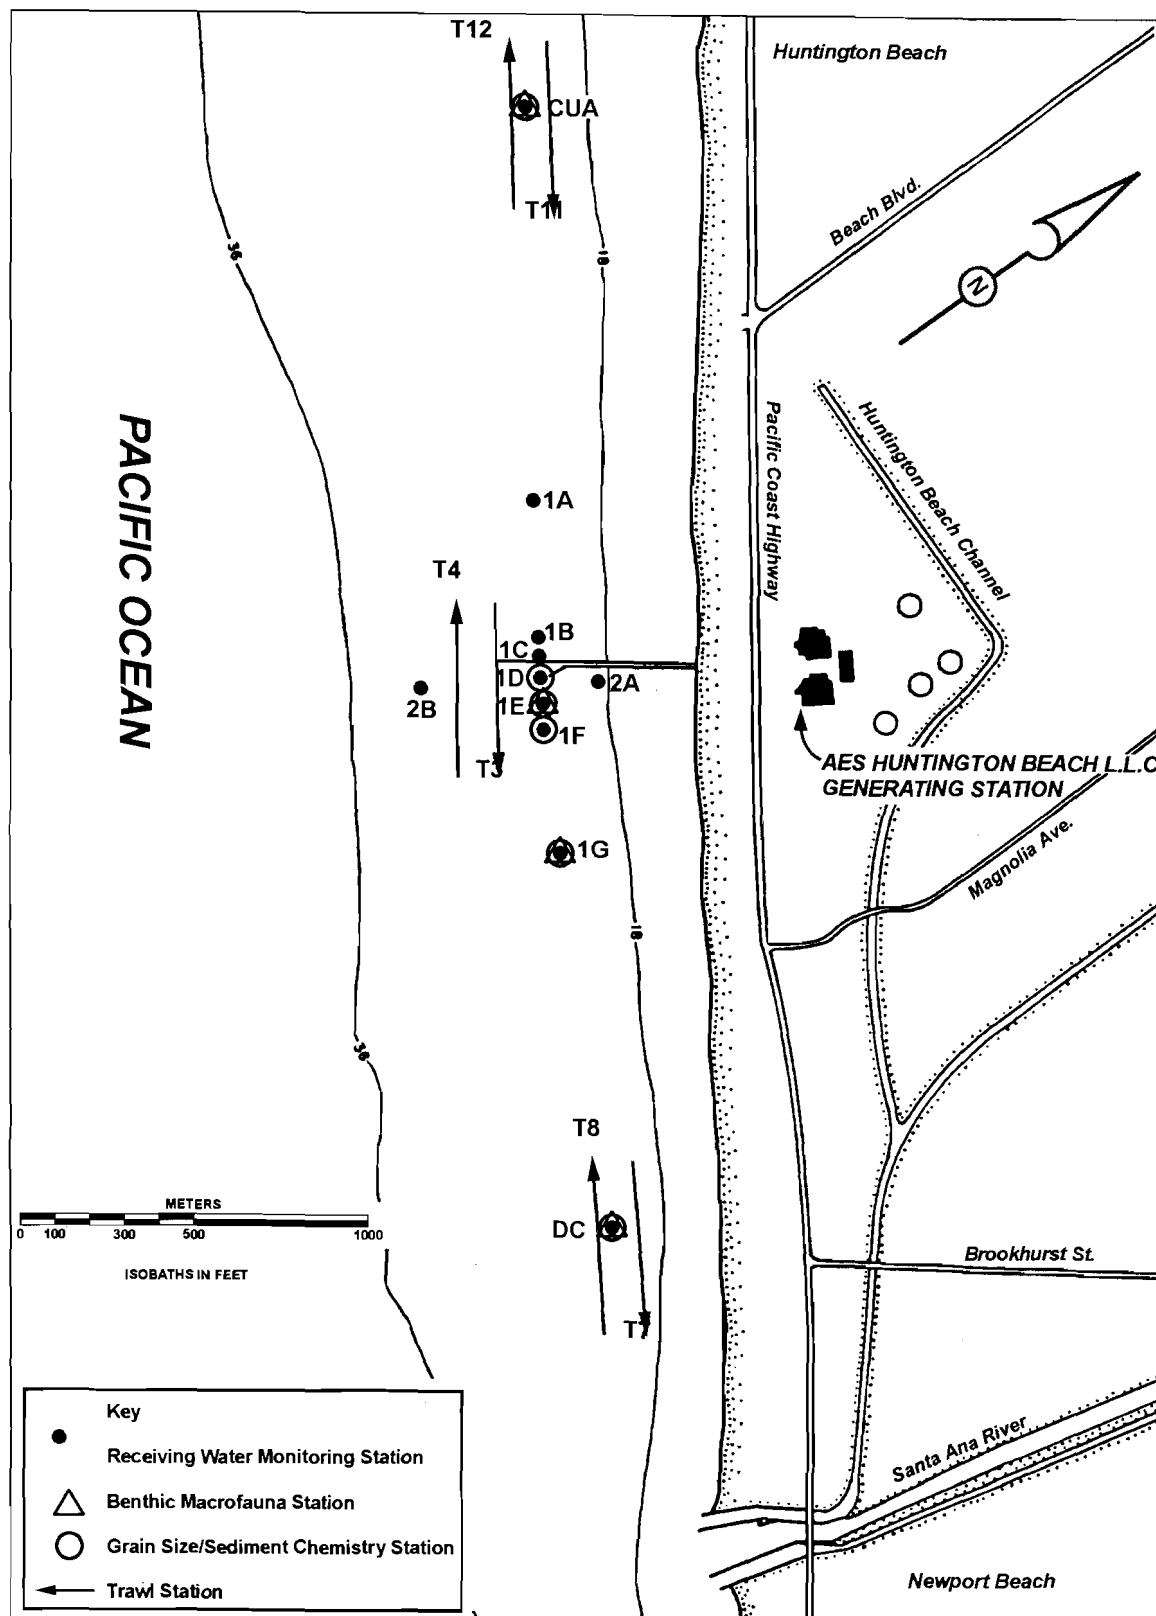 T12
Huntington Beach
CUA
Beach Blvd.
T11
36
18
N
PACIFIC OCEAN
Pacific Coast Highway
Huntington Beach Channel
1A
T4
1B
1C
1D
2A
2B
1E
1F
T3
AES HUNTINGTON BEACH L.L.C
GENERATING STATION
Magnolia Ave.
1G
18
36
T8
DC
T7
METERS
0 100 300 500 1000
ISOBATHS IN FEET
Brookhurst St.
Santa Ana River
Newport Beach
Key
Receiving Water Monitoring Station
Benthic Macrofauna Station
Grain Size/Sediment Chemistry Station
Trawl Station